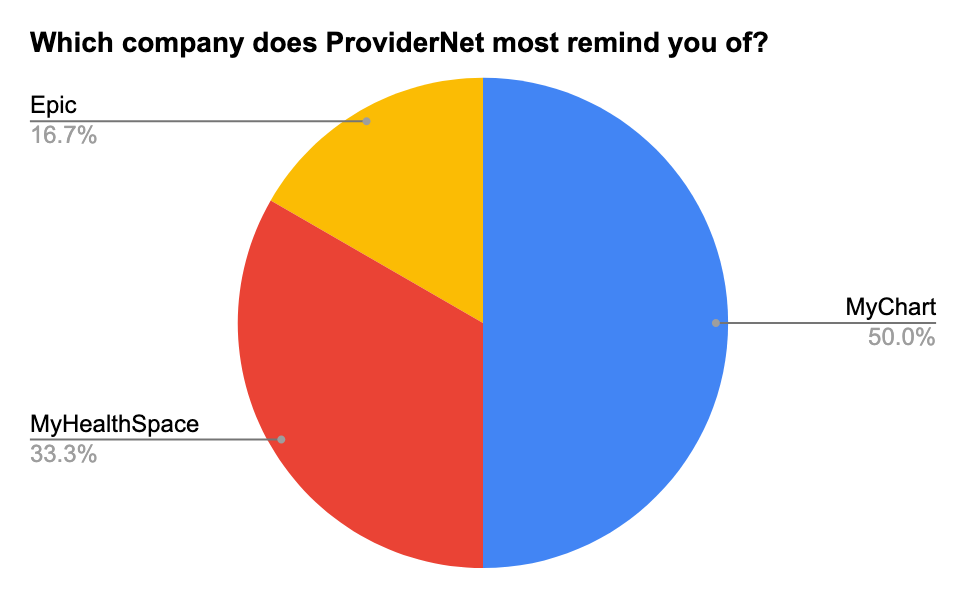 Which company does ProviderNet most remind you of?
Epic
16.7%
MyChart
50.0%
MyHealthSpace
33.3%